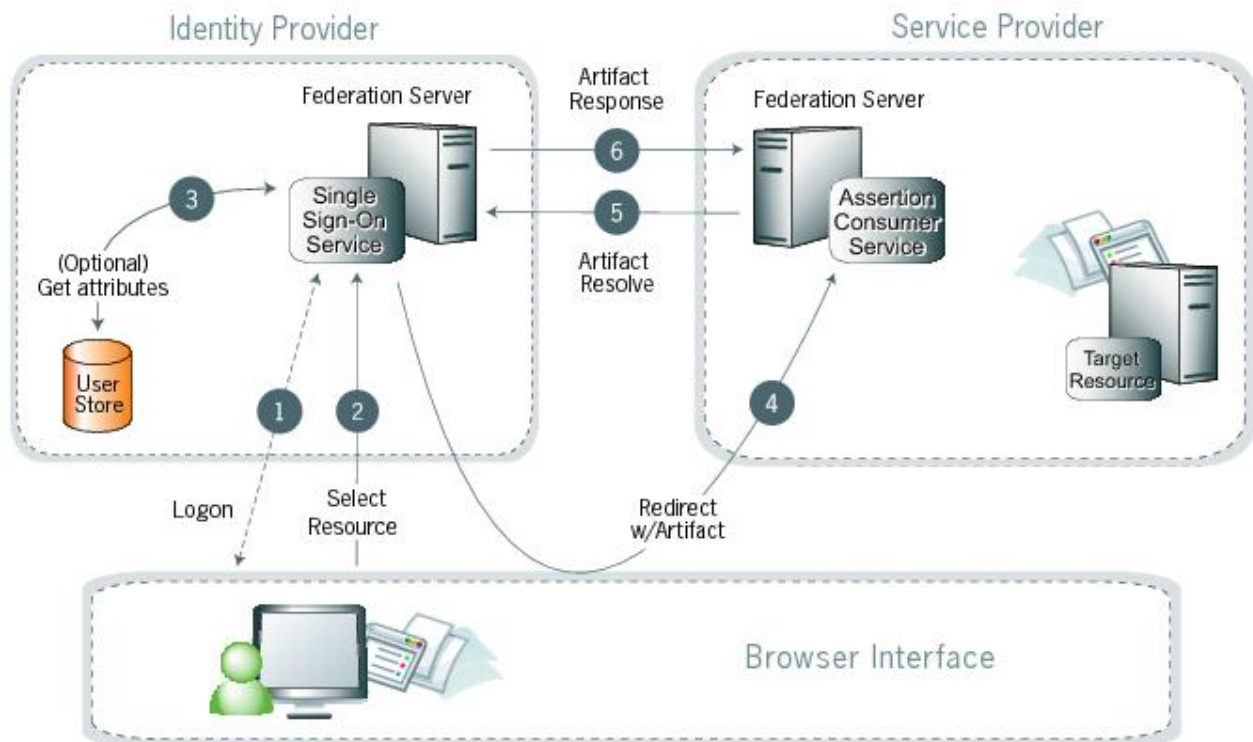 Identity Provider
Service Provider
Federation Server
Artifact
Response
Federation Server
6
3
Single
Sign-On
Service
5
Assertion
Consumer
Service
(Optional)
Get attributes
Artifact
Resolve
User
Store
Target
Resource
1
2
4
Logon
Select
Resource
Redirect
w/Artifact
Browser Interface